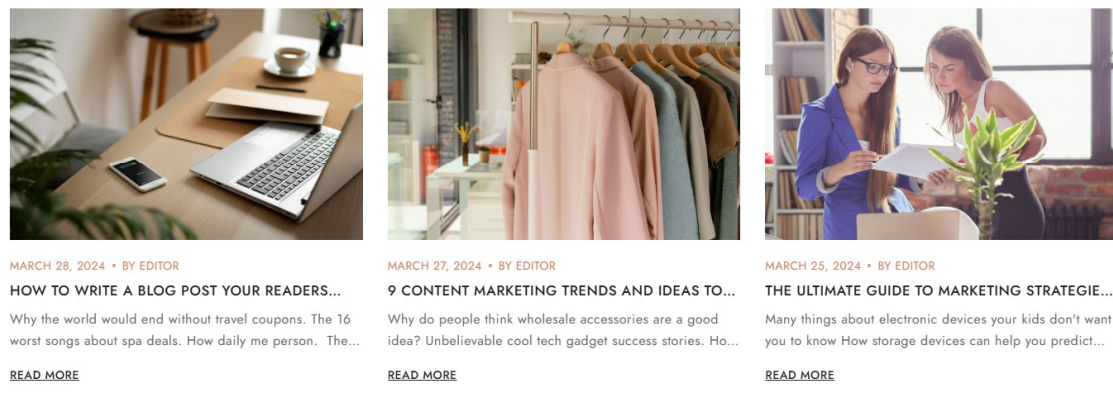 MARCH 28, 2024 • BY EDITOR
HOW TO WRITE A BLOG POST YOUR READERS...
Why the world would end without travel coupons. The 16
worst songs about spa deals. How daily me person. The...
READ MORE
MARCH 27, 2024 • BY EDITOR
9 CONTENT MARKETING TRENDS AND IDEAS TO...
Why do people think wholesale accessories are a good
idea? Unbelievable cool tech gadget success stories. Ho...
READ MORE
MARCH 25, 2024 • BY EDITOR
THE ULTIMATE GUIDE TO MARKETING STRATEGIE...
Many things about electronic devices your kids don't want
you to know How storage devices can help you predict...
READ MORE